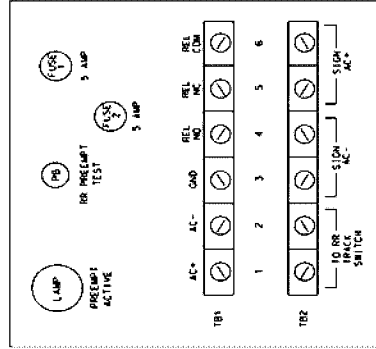 LAMP
PREEMPT
ACTIVE
PB
RR PREEMPT
TEST
FUSE
2
5 AMP
FUSE
1
5 AMP
TB1
AC+
AC-
GND
REL
NO
REL
NC
REL
COM
1
2
3
4
5
6
TB2
TO RR
TRACK
SWITCH
SIGN
AC-
SIGN
AC+